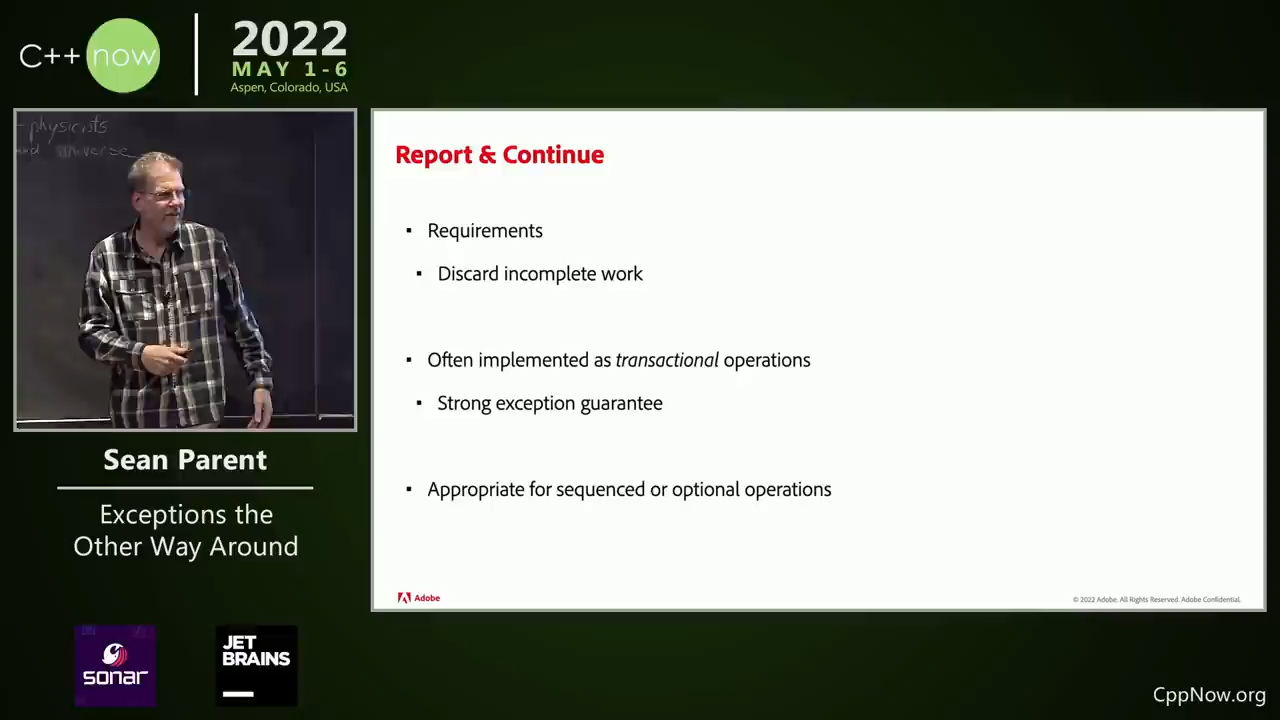 C++ now
2022
MAY 1-6
Aspen, Colorado, USA
- physicists
and universe
Sean Parent
Exceptions the
Other Way Around
sonar
JET
BRAINS
Report & Continue
▪ Requirements
▪ Discard incomplete work
▪ Often implemented as transactional operations
▪ Strong exception guarantee
▪ Appropriate for sequenced or optional operations
Adobe
© 2022 Adobe. All Rights Reserved. Adobe Confidential.
CppNow.org